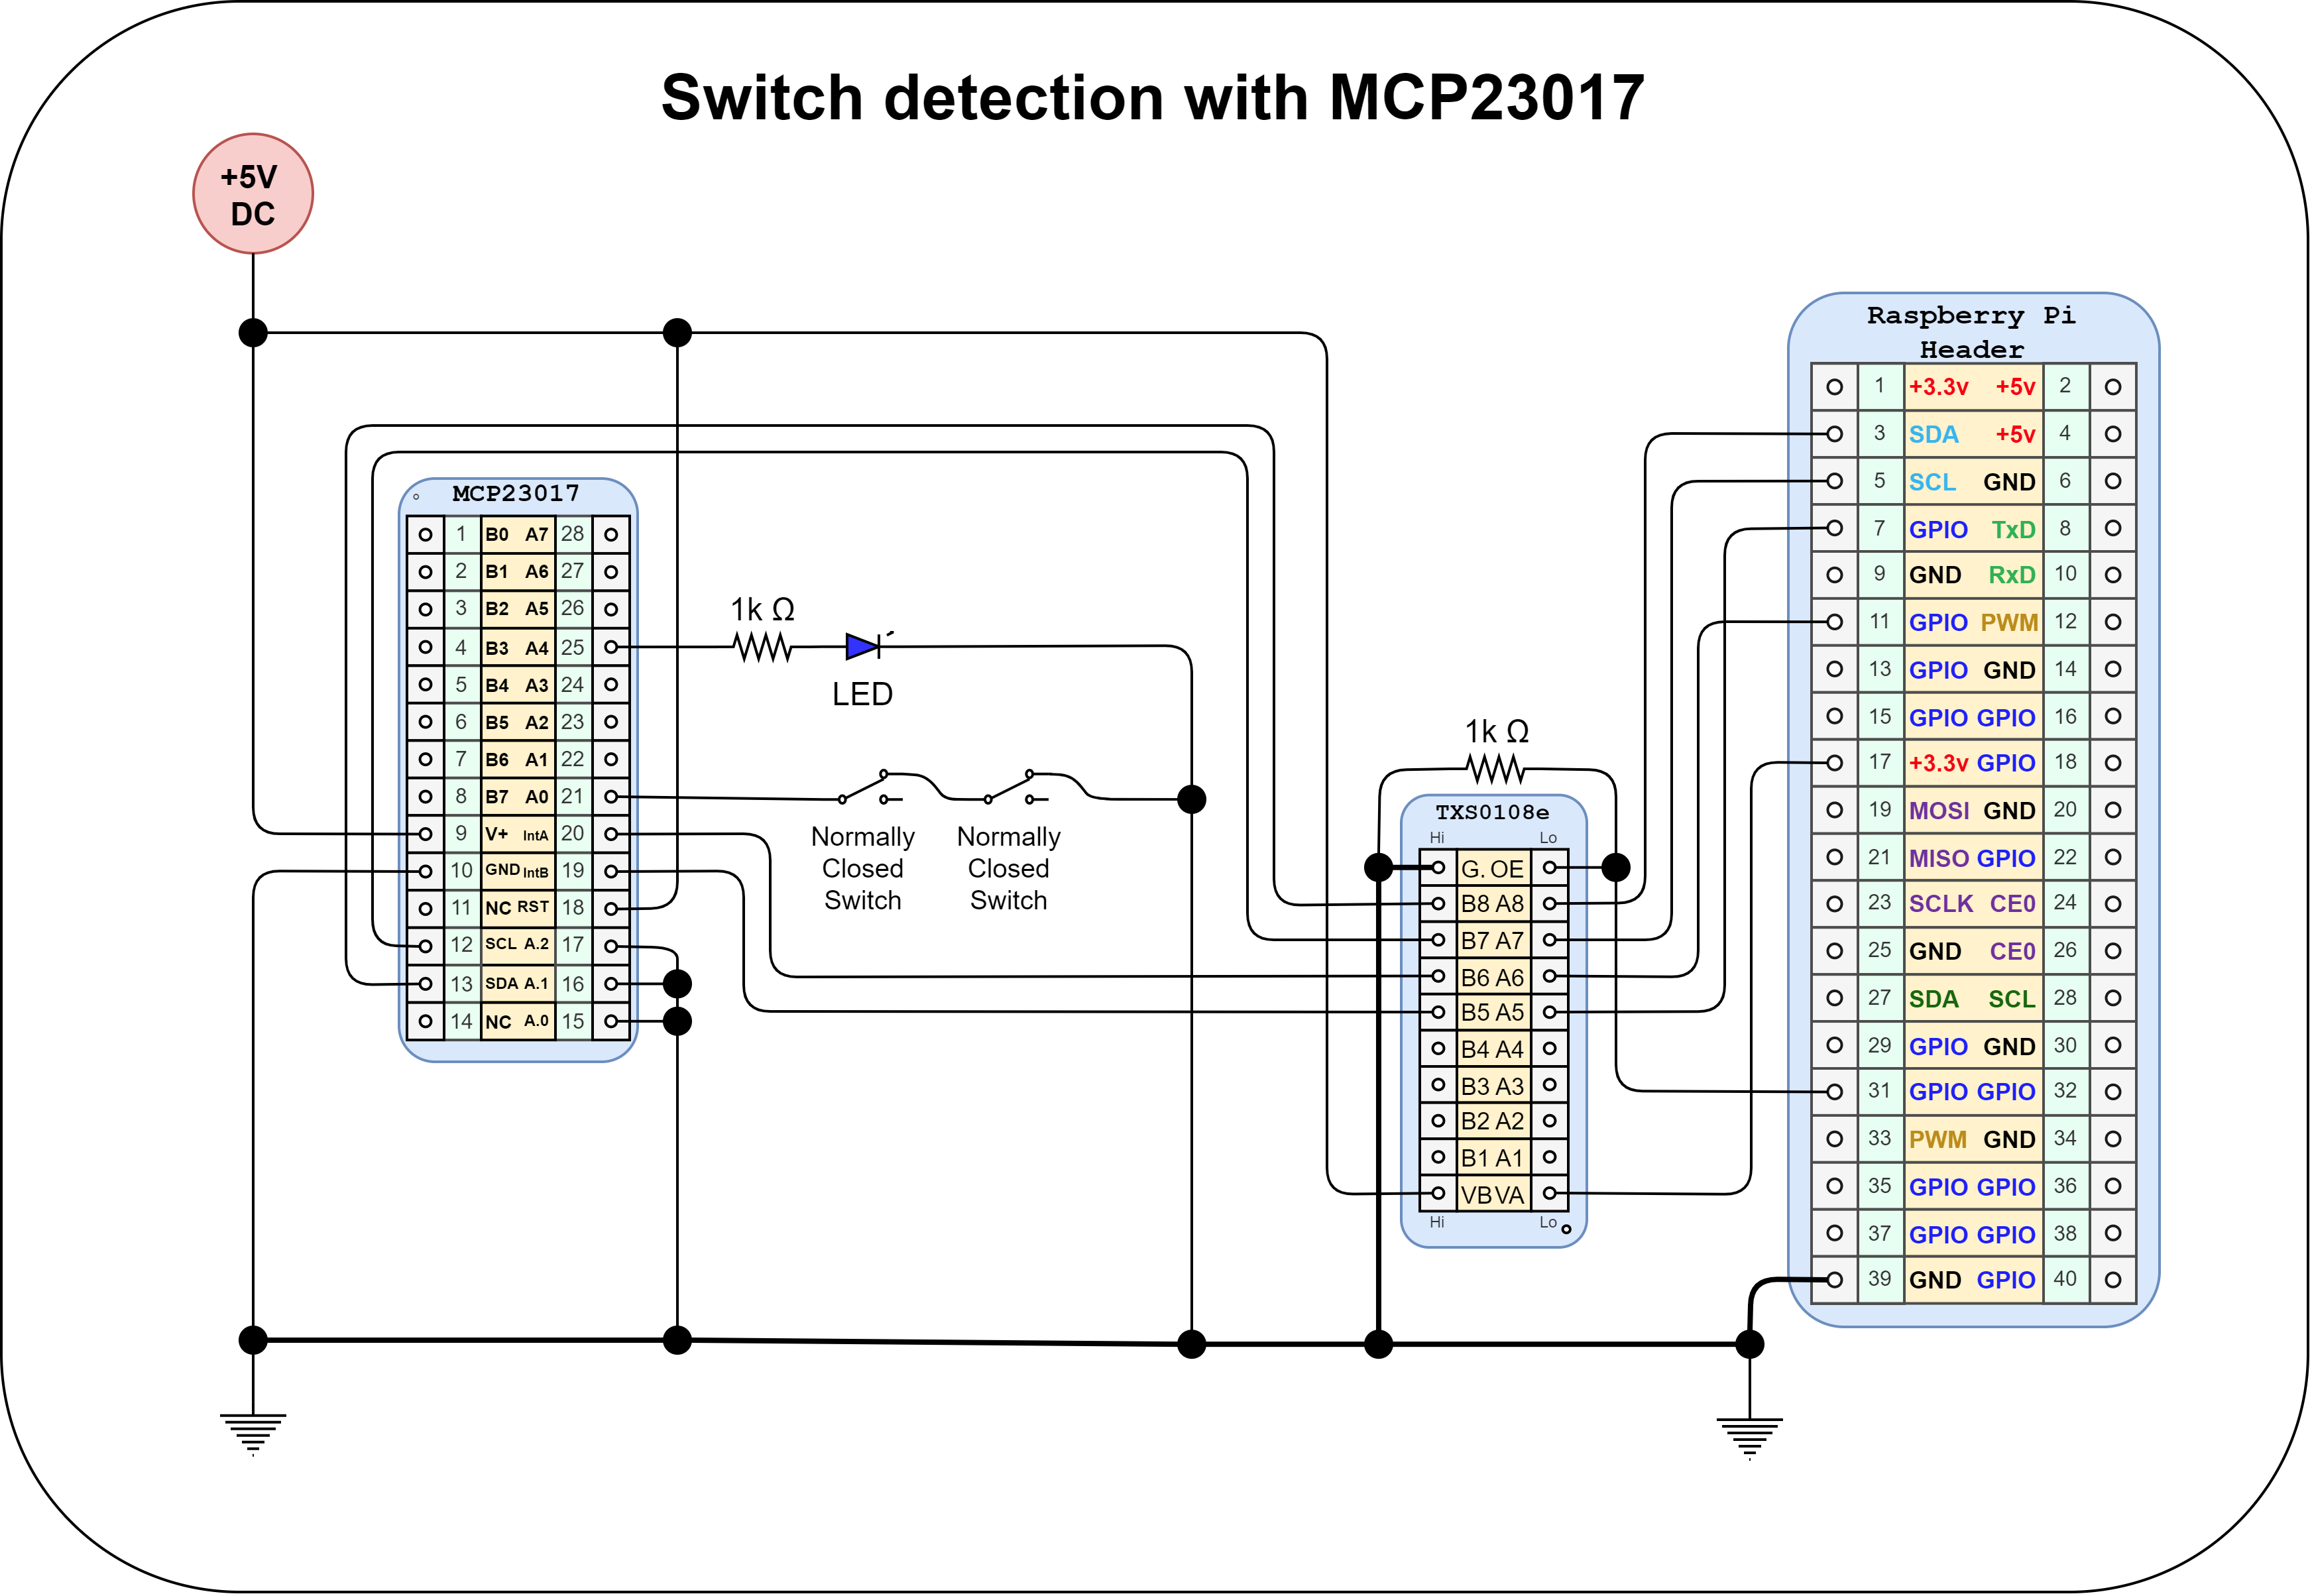 Switch detection with MCP23017
+5V
DC
Raspberry Pi
Header
1 +3.3v +5v 2
3 SDA +5v 4
5 SCL GND 6
7 GPIO TxD 8
9 GND RxD 10
11 GPIO PWM 12
13 GPIO GND 14
15 GPIO GPIO 16
17 +3.3v GPIO 18
19 MOSI GND 20
21 MISO GPIO 22
23 SCLK CE0 24
25 GND CE0 26
27 SDA SCL 28
29 GPIO GND 30
31 GPIO GPIO 32
33 PWM GND 34
35 GPIO GPIO 36
37 GPIO GPIO 38
39 GND GPIO 40
MCP23017
1 B0 A7 28
2 B1 A6 27
3 B2 A5 26
4 B3 A4 25
5 B4 A3 24
6 B5 A2 23
7 B6 A1 22
8 B7 A0 21
9 V+ IntA 20
10 GND IntB 19
11 NC RST 18
12 SCL A.2 17
13 SDA A.1 16
14 NC A.0 15
1k Ω
LED
Normally
Closed
Switch
Normally
Closed
Switch
1k Ω
TXS0108e
Hi Lo
G. OE
B8 A8
B7 A7
B6 A6
B5 A5
B4 A4
B3 A3
B2 A2
B1 A1
VB VA
Hi Lo